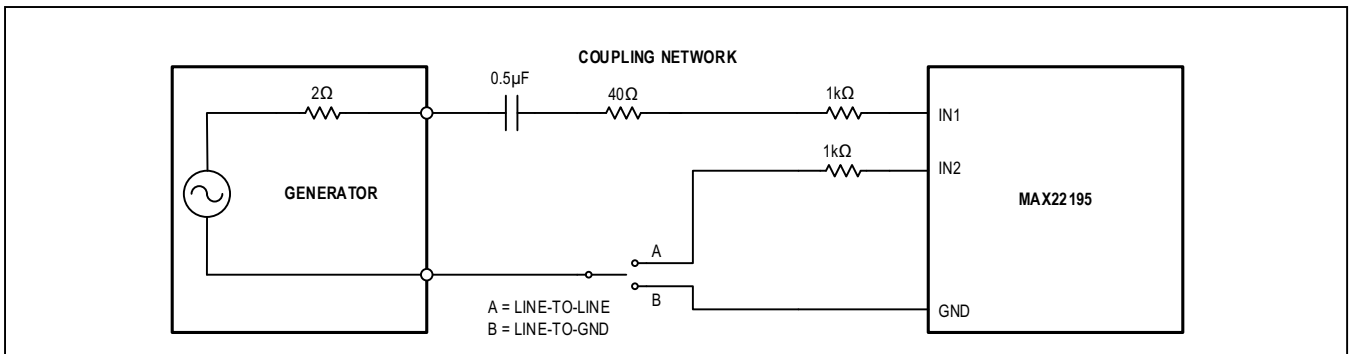 COUPLING NETWORK
0.5µF
2Ω
40Ω
1kΩ
IN1
1kΩ
IN2
GENERATOR
MAX22195
A
B
A = LINE-TO-LINE
B = LINE-TO-GND
GND